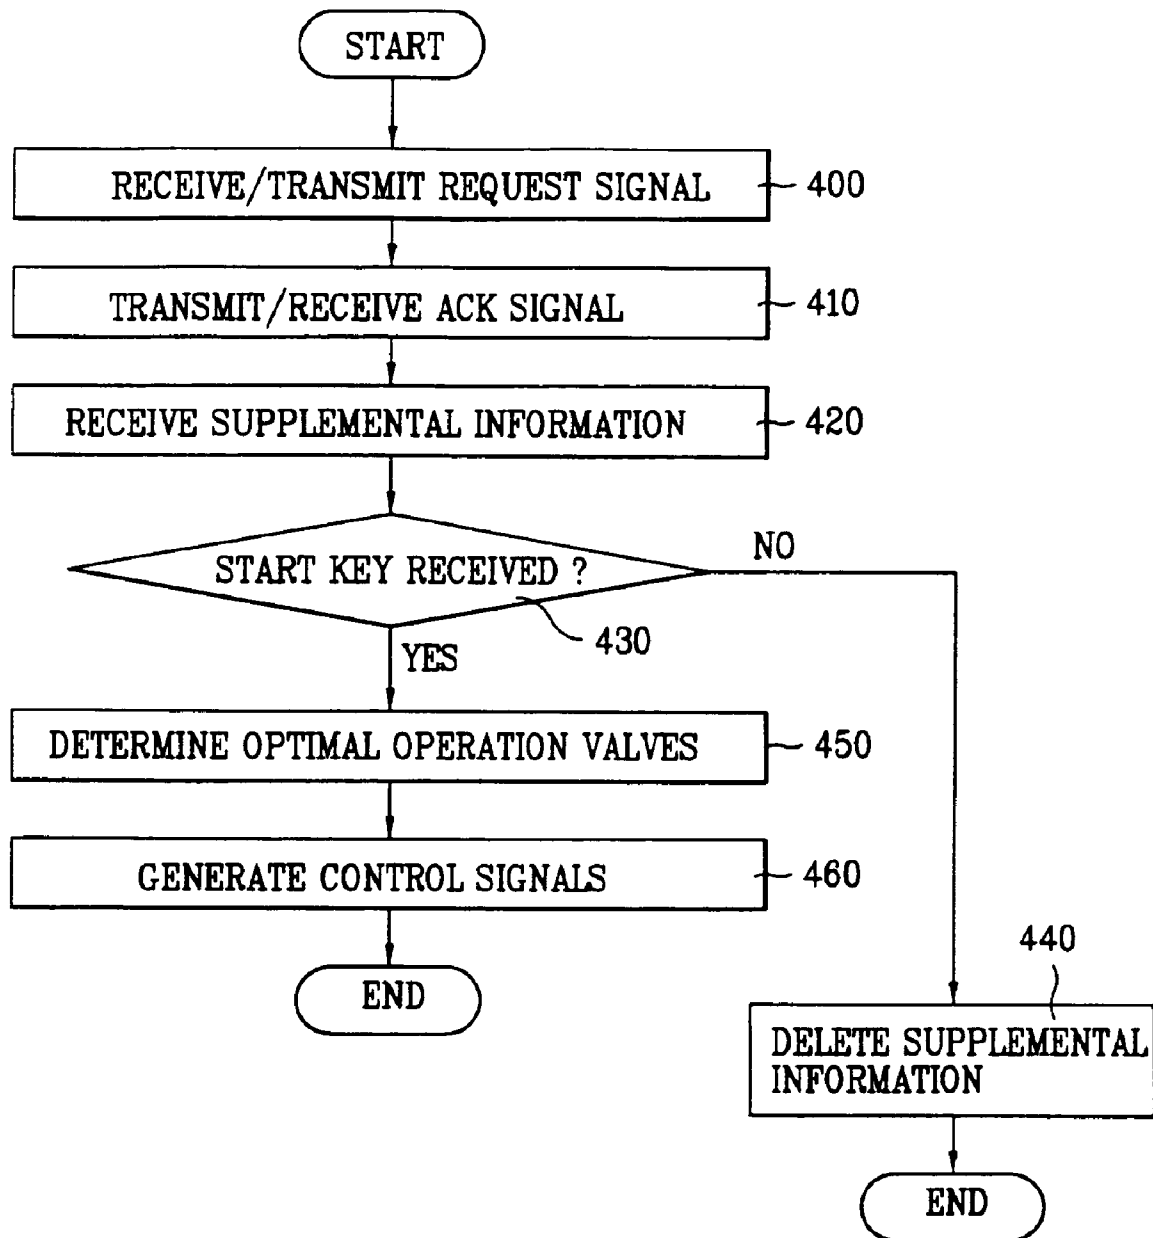 START
RECEIVE/TRANSMIT REQUEST SIGNAL
400
TRANSMIT/RECEIVE ACK SIGNAL
410
RECEIVE SUPPLEMENTAL INFORMATION
420
START KEY RECEIVED ?
NO
430
YES
DETERMINE OPTIMAL OPERATION VALVES
450
GENERATE CONTROL SIGNALS
460
END
440
DELETE SUPPLEMENTAL
INFORMATION
END